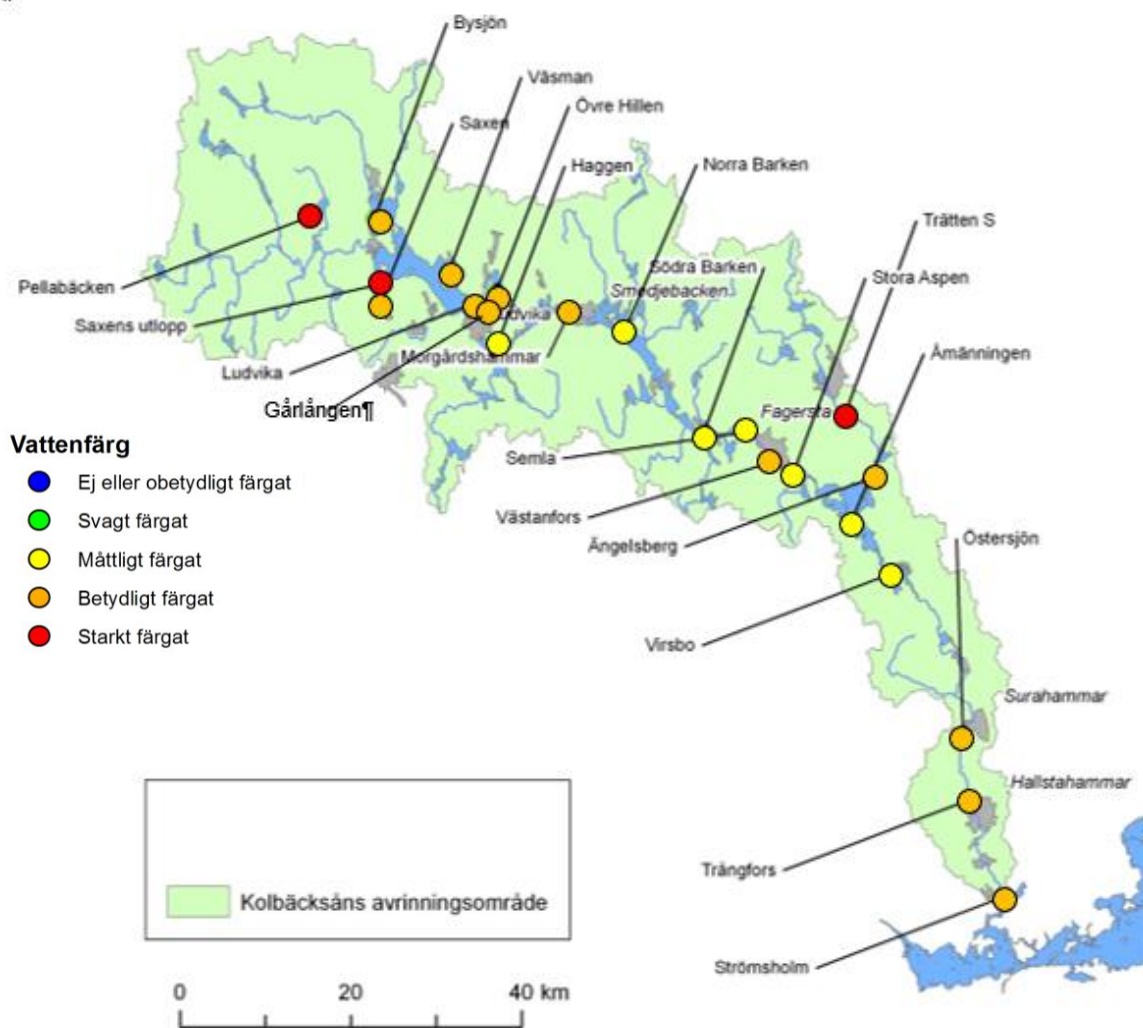 Bysjön
Väsman
Övre Hillen
Saxen
Haggen
Norra Barken
Trätten S
Södra Barken
Stora Aspen
Smedjebacken
Pellabäcken
Saxens utlopp
udvika
Åmänningen
Morgårdshammar
Ludvika
Gårlången¶
Fagersta
Vattenfärg
Semla
Ej eller obetydligt färgat
Svagt färgat
Västanfors
Ängelsberg
Östersjön
Måttligt färgat
Betydligt färgat
Starkt färgat
Virsbo
Surahammar
Hallstahammar
Trångfors
Kolbäcksåns avrinningsområde
Strömsholm
0 20 40 km